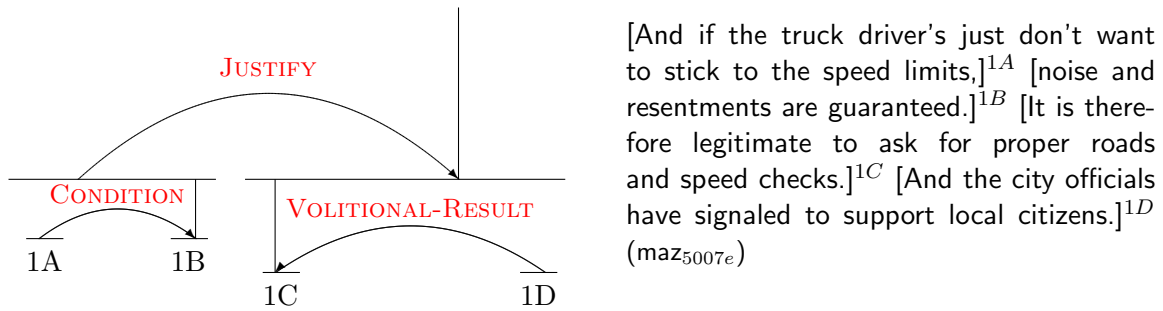 JUSTIFY
CONDITION
VOLITIONAL-RESULT
1A
1B
1C
1D
[And if the truck driver's just don't want
to stick to the speed limits,]1A [noise and
resentments are guaranteed.]1B [It is there-
fore legitimate to ask for proper roads
and speed checks.]1C [And the city officials
have signaled to support local citizens.]1D
(maz5007e)